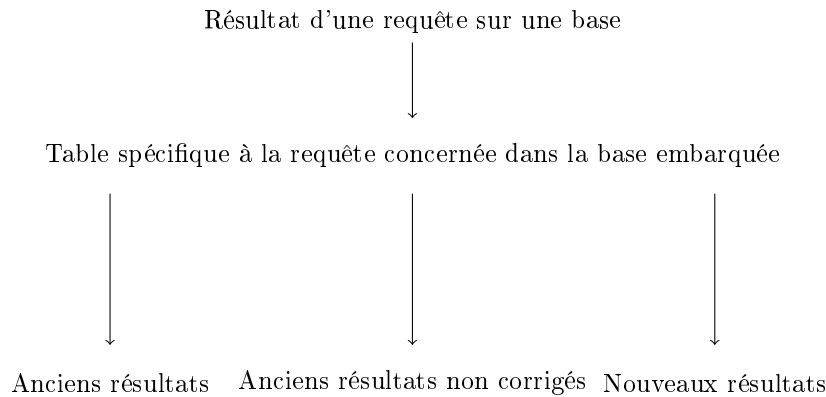 Résultat d'une requête sur une base
Table spécifique à la requête concernée dans la base embarquée
Anciens résultats
Anciens résultats non corrigés
Nouveaux résultats